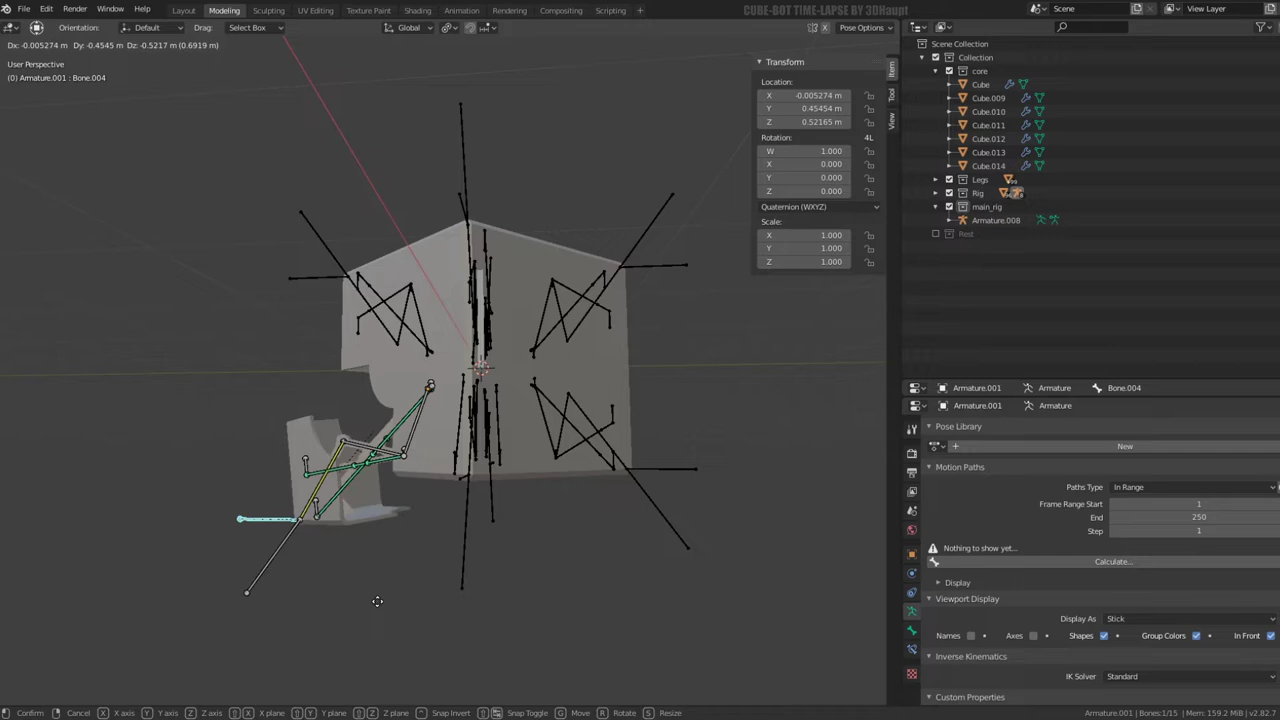 File Edit Render Window Help Layout Modeling Sculpting UV Editing Texture Paint Shading Animation Rendering Compositing Scripting + CUBE-BOT TIME-LAPSE BY 3DHaupt Scene View Layer
Orientation: Default Drag: Select Box Global X Pose Options
Dx: -0.005274 m Dy: -0.4545 m Dz: -0.5217 m (0.6919 m)
User Perspective
(0) Armature.001 : Bone.004
Transform
Location:
X -0.005274 m
Y 0.45454 m
Z 0.52165 m
Rotation: 4L
W 1.000
X 0.000
Y 0.000
Z 0.000
Quaternion (WXYZ)
Scale:
X 1.000
Y 1.000
Z 1.000
Item
Tool
View
Scene Collection
Collection
core
Cube
Cube.009
Cube.010
Cube.011
Cube.012
Cube.013
Cube.014
Legs
Rig
main_rig
Armature.008
Rest
Armature.001 Armature Bone.004
Armature.001 Armature
Pose Library
+ New
Motion Paths
Paths Type In Range
Frame Range Start 1
End 250
Step 1
Nothing to show yet...
Calculate...
Display
Viewport Display
Display As Stick
Names Axes Shapes Group Colors In Front
Inverse Kinematics
IK Solver Standard
Custom Properties
Confirm Cancel X X axis Y Y axis Z Z axis X X plane Y Y plane Z Z plane Snap Invert Snap Toggle G Move R Rotate S Resize Armature.001 | Bones:1/15 | Mem: 159.2 MiB | v2.82.7